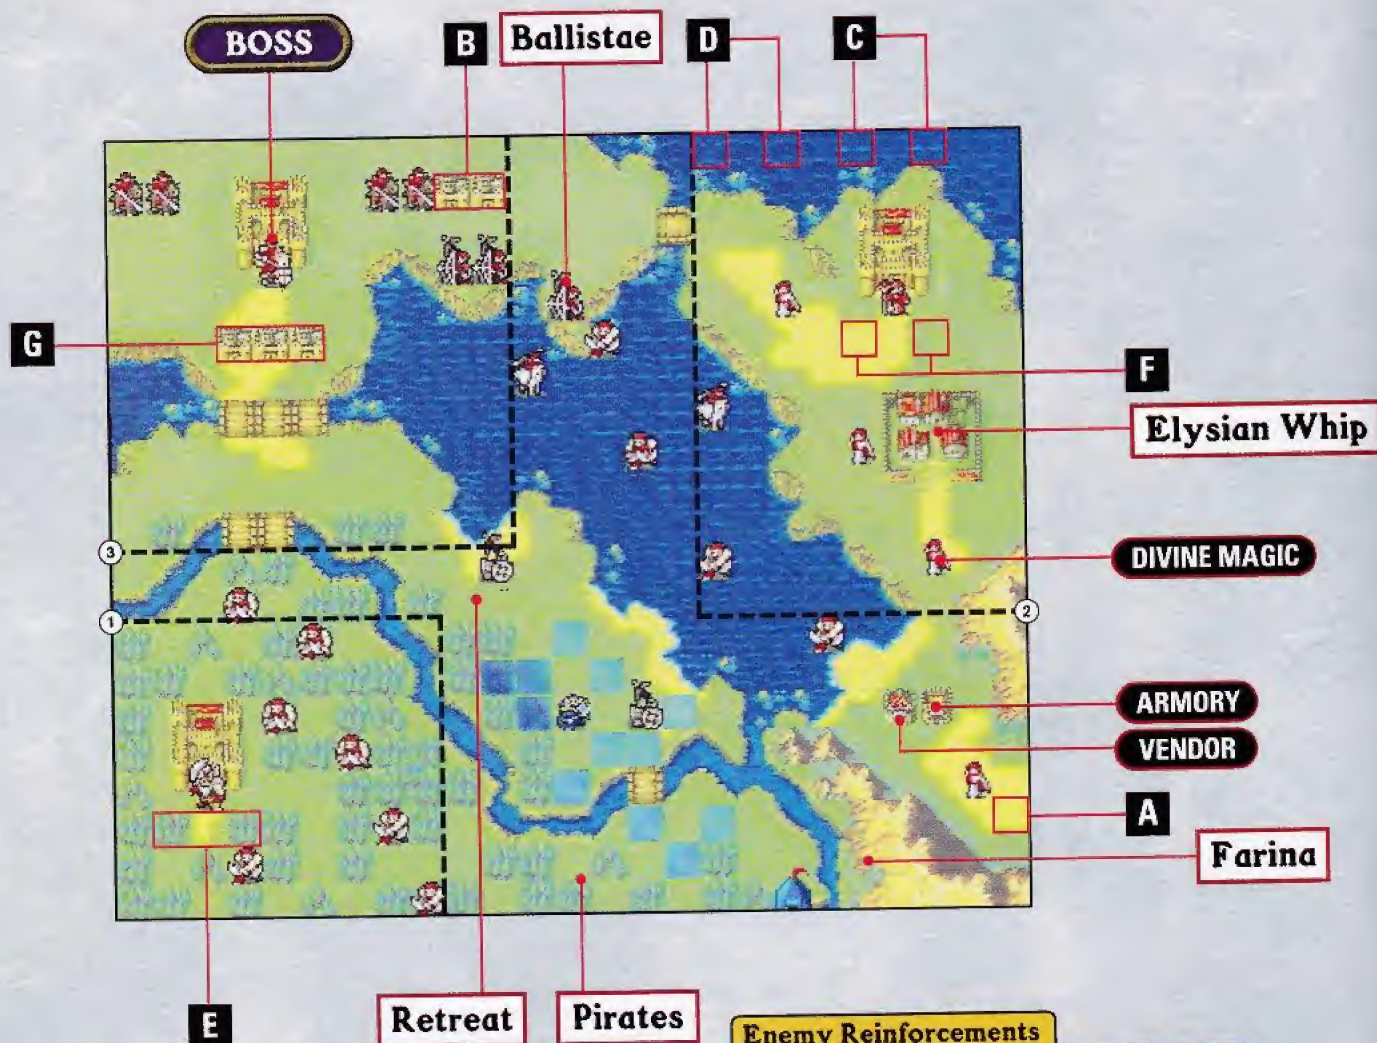 BOSS
B
Ballistae
D
C
G
F
Elysian Whip
3
DIVINE MAGIC
1
2
ARMORY
VENDOR
A
Farina
E
Retreat
Pirates
Enemy Reinforcements